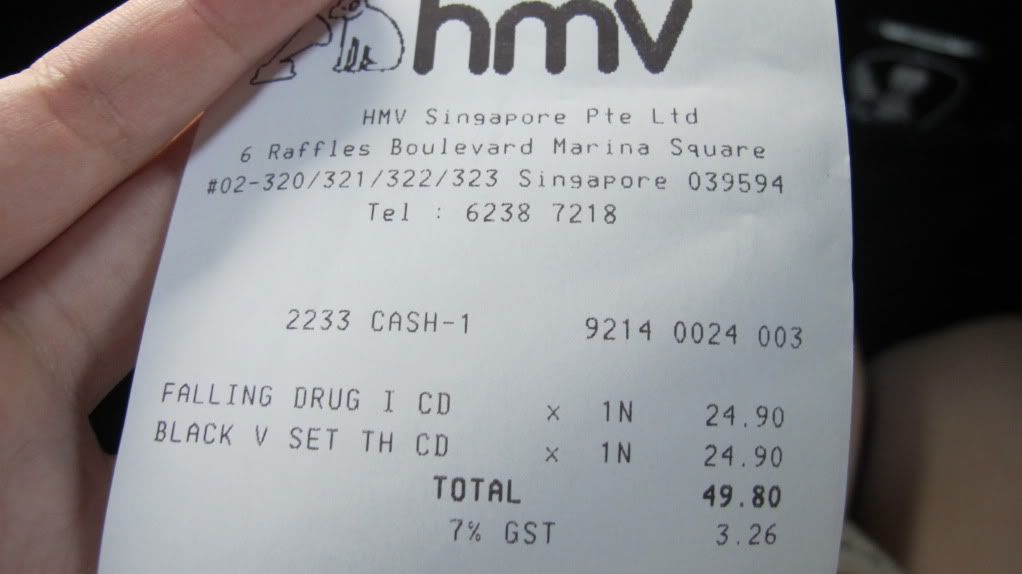 hmv
HMV Singapore Pte Ltd
6 Raffles Boulevard Marina Square
#02-320/321/322/323 Singapore 039594
Tel : 6238 7218
2233 CASH-1 9214 0024 003
FALLING DRUG I CD x 1N 24.90
BLACK V SET TH CD x 1N 24.90
TOTAL 49.80
7% GST 3.26